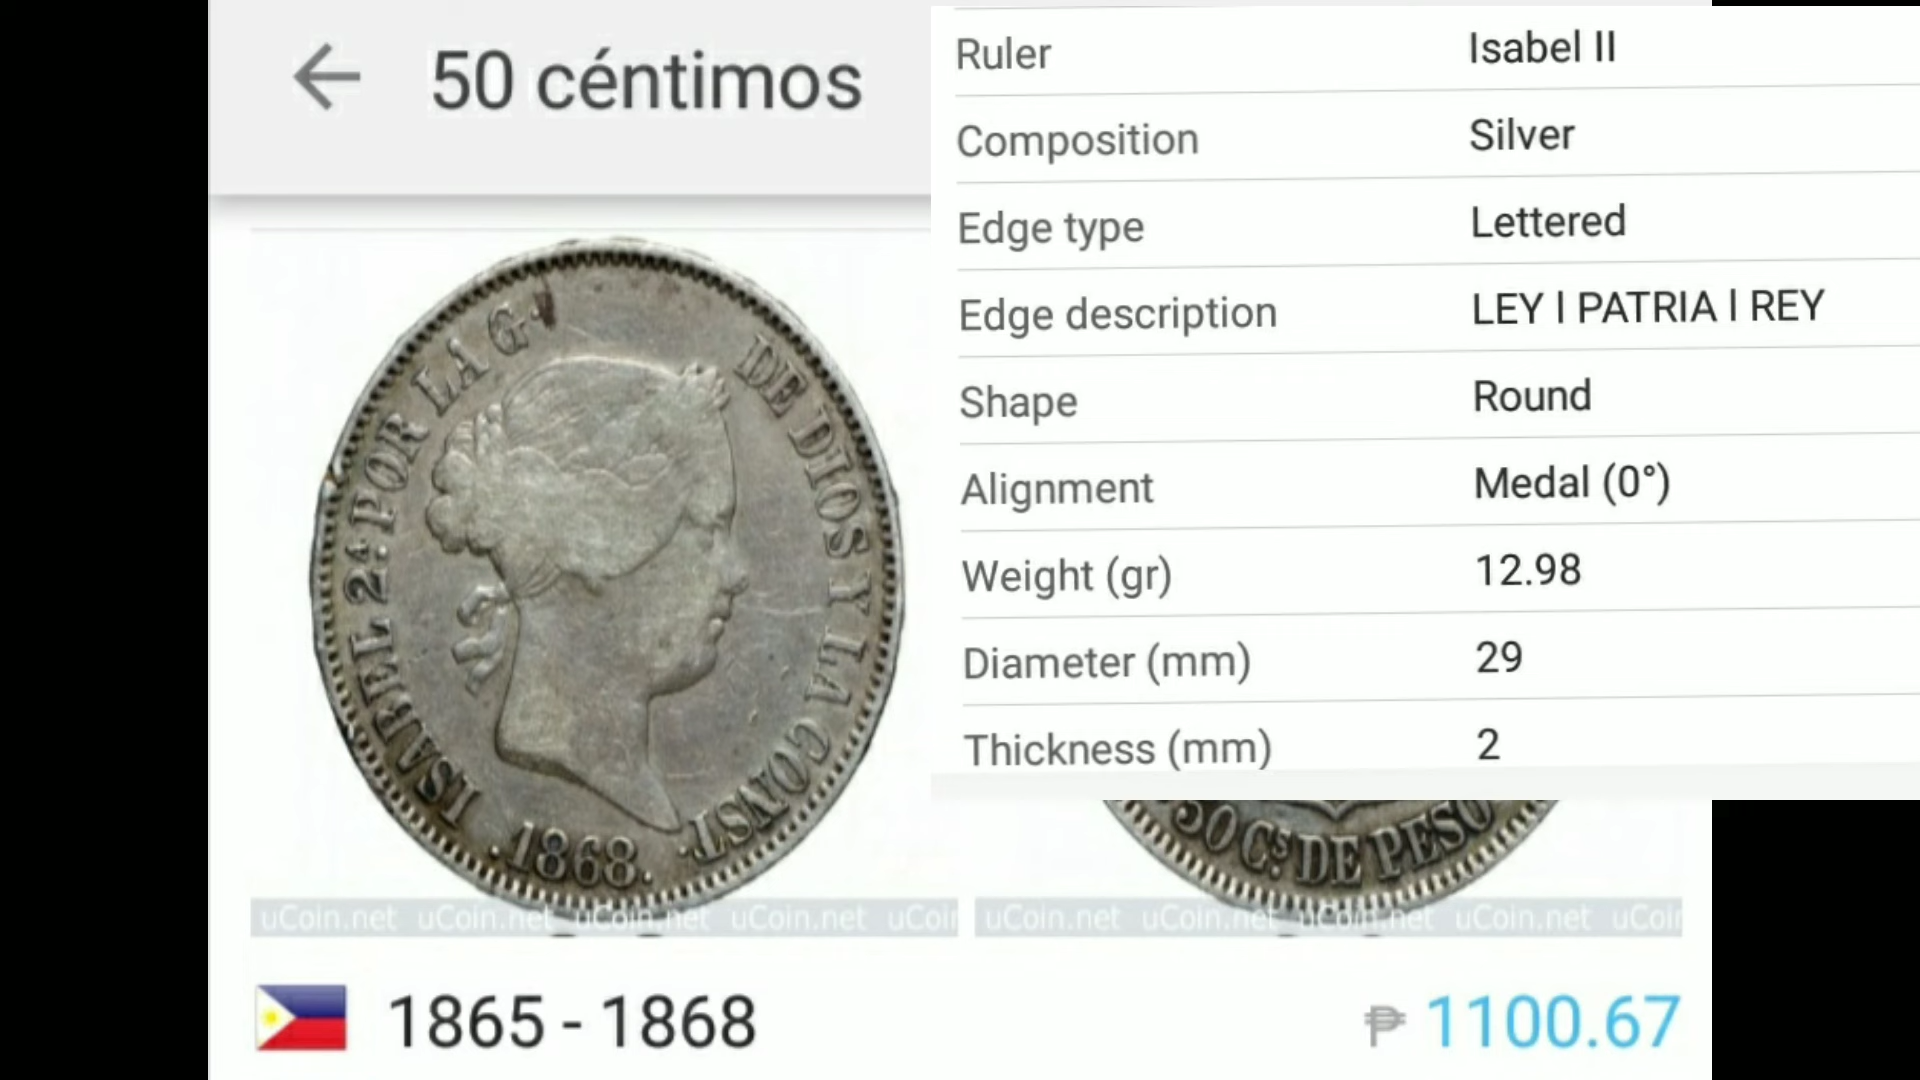 50 céntimos
ISABEL 2ª. POR LA G. DE DIOS Y LA CONST.
.1868.
50 Cs. DE PESO
uCoin.net uCoin.net uCoin.net uCoin.net uCoin
uCoin.net uCoin.net uCoin.net uCoin.net uCoin
1865 - 1868
₱ 1100.67
Ruler Isabel II
Composition Silver
Edge type Lettered
Edge description LEY l PATRIA l REY
Shape Round
Alignment Medal (0°)
Weight (gr) 12.98
Diameter (mm) 29
Thickness (mm) 2